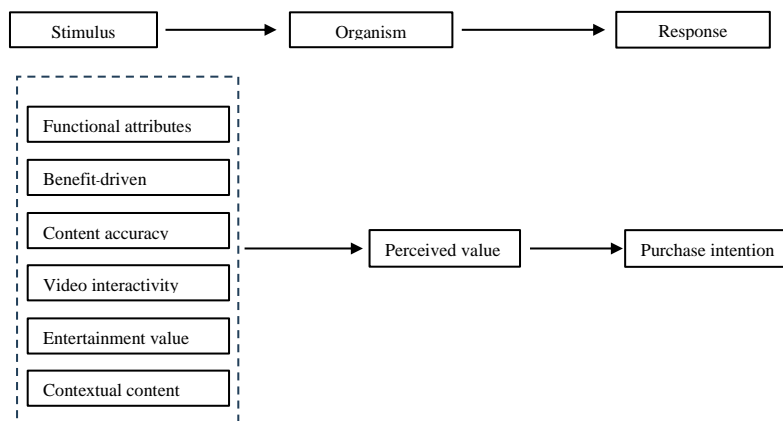 Stimulus
Organism
Response
Functional attributes
Benefit-driven
Content accuracy
Video interactivity
Entertainment value
Contextual content
Perceived value
Purchase intention